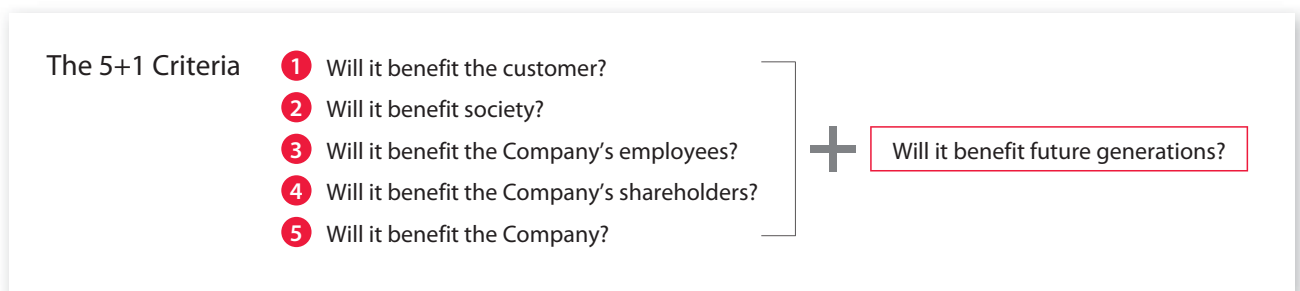 The 5+1 Criteria
1 Will it benefit the customer?
2 Will it benefit society?
3 Will it benefit the Company's employees?
4 Will it benefit the Company's shareholders?
5 Will it benefit the Company?
+
Will it benefit future generations?